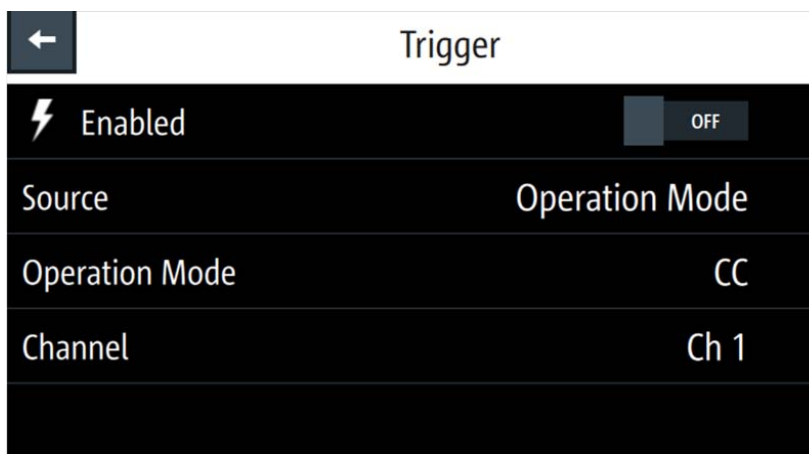 Trigger
Enabled OFF
Source Operation Mode
Operation Mode CC
Channel Ch 1